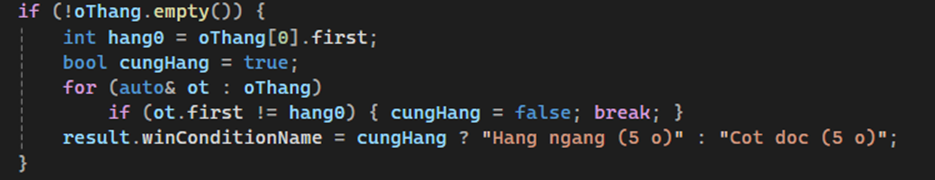 if (!oThang.empty()) {
    int hang0 = oThang[0].first;
    bool cungHang = true;
    for (auto& ot : oThang)
        if (ot.first != hang0) { cungHang = false; break; }
    result.winConditionName = cungHang ? "Hang ngang (5 o)" : "Cot doc (5 o)";
}